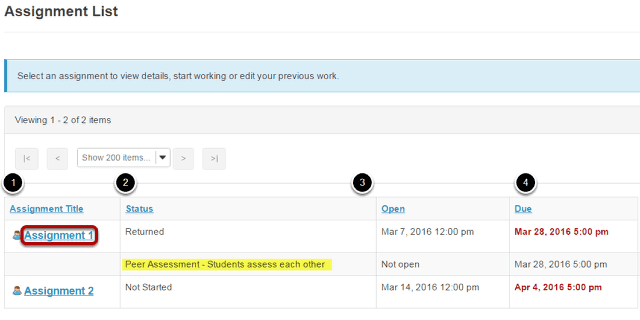 Assignment List
Select an assignment to view details, start working or edit your previous work.
Viewing 1 - 2 of 2 items
|< < Show 200 items... > >|
1 2 3 4
Assignment Title Status Open Due
Assignment 1 Returned Mar 7, 2016 12:00 pm Mar 28, 2016 5:00 pm
Peer Assessment - Students assess each other Not open Mar 28, 2016 5:00 pm
Assignment 2 Not Started Mar 14, 2016 12:00 pm Apr 4, 2016 5:00 pm